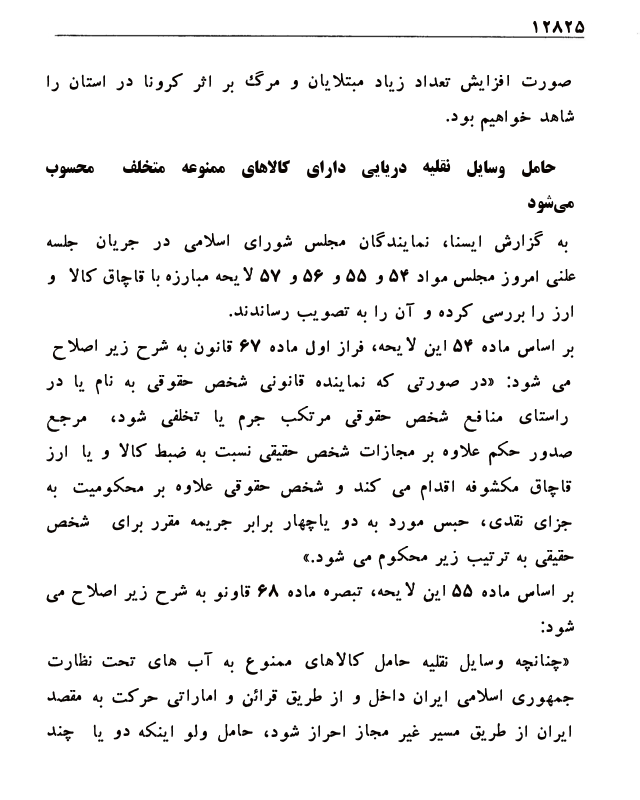 ۱۲۸۲۵
صورت افزایش تعداد زیاد مبتلایان و مرگ بر اثر کرونا در استان را
شاهد خواهیم بود.
حامل وسایل نقلیه دریایی دارای کالاهای ممنوعه متخلف محسوب
می‌شود
به گزارش ایسنا، نمایندگان مجلس شورای اسلامی در جریان جلسه
علنی امروز مجلس مواد ۵۴ و ۵۵ و ۵۶ و ۵۷ لایحه مبارزه با قاچاق کالا و
ارز را بررسی کرده و آن را به تصویب رساندند.
بر اساس ماده ۵۴ این لایحه، فراز اول ماده ۶۷ قانون به شرح زیر اصلاح
می شود: «در صورتی که نماینده قانونی شخص حقوقی به نام یا در
راستای منافع شخص حقوقی مرتکب جرم یا تخلفی شود، مرجع
صدور حکم علاوه بر مجازات شخص حقیقی نسبت به ضبط کالا و یا ارز
قاچاق مکشوفه اقدام می کند و شخص حقوقی علاوه بر محکومیت به
جزای نقدی، حبس مورد به دو یاچهار برابر جریمه مقرر برای شخص
حقیقی به ترتیب زیر محکوم می شود.»
بر اساس ماده ۵۵ این لایحه، تبصره ماده ۶۸ قاونو به شرح زیر اصلاح می
شود:
«چنانچه وسایل نقلیه حامل کالاهای ممنوع به آب های تحت نظارت
جمهوری اسلامی ایران داخل و از طریق قرائن و اماراتی حرکت به مقصد
ایران از طریق مسیر غیر مجاز احراز شود، حامل ولو اینکه دو یا چند